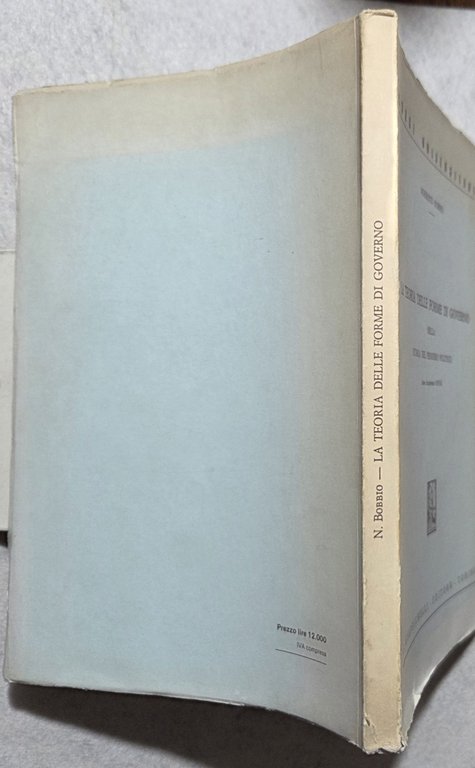 Prezzo lire 12.000
IVA compresa
N. BOBBIO — LA TEORIA DELLE FORME DI GOVERNO
LA TEORIA DELLE FORME DI GOVERNO
NELLA
STORIA DEL PENSIERO POLITICO